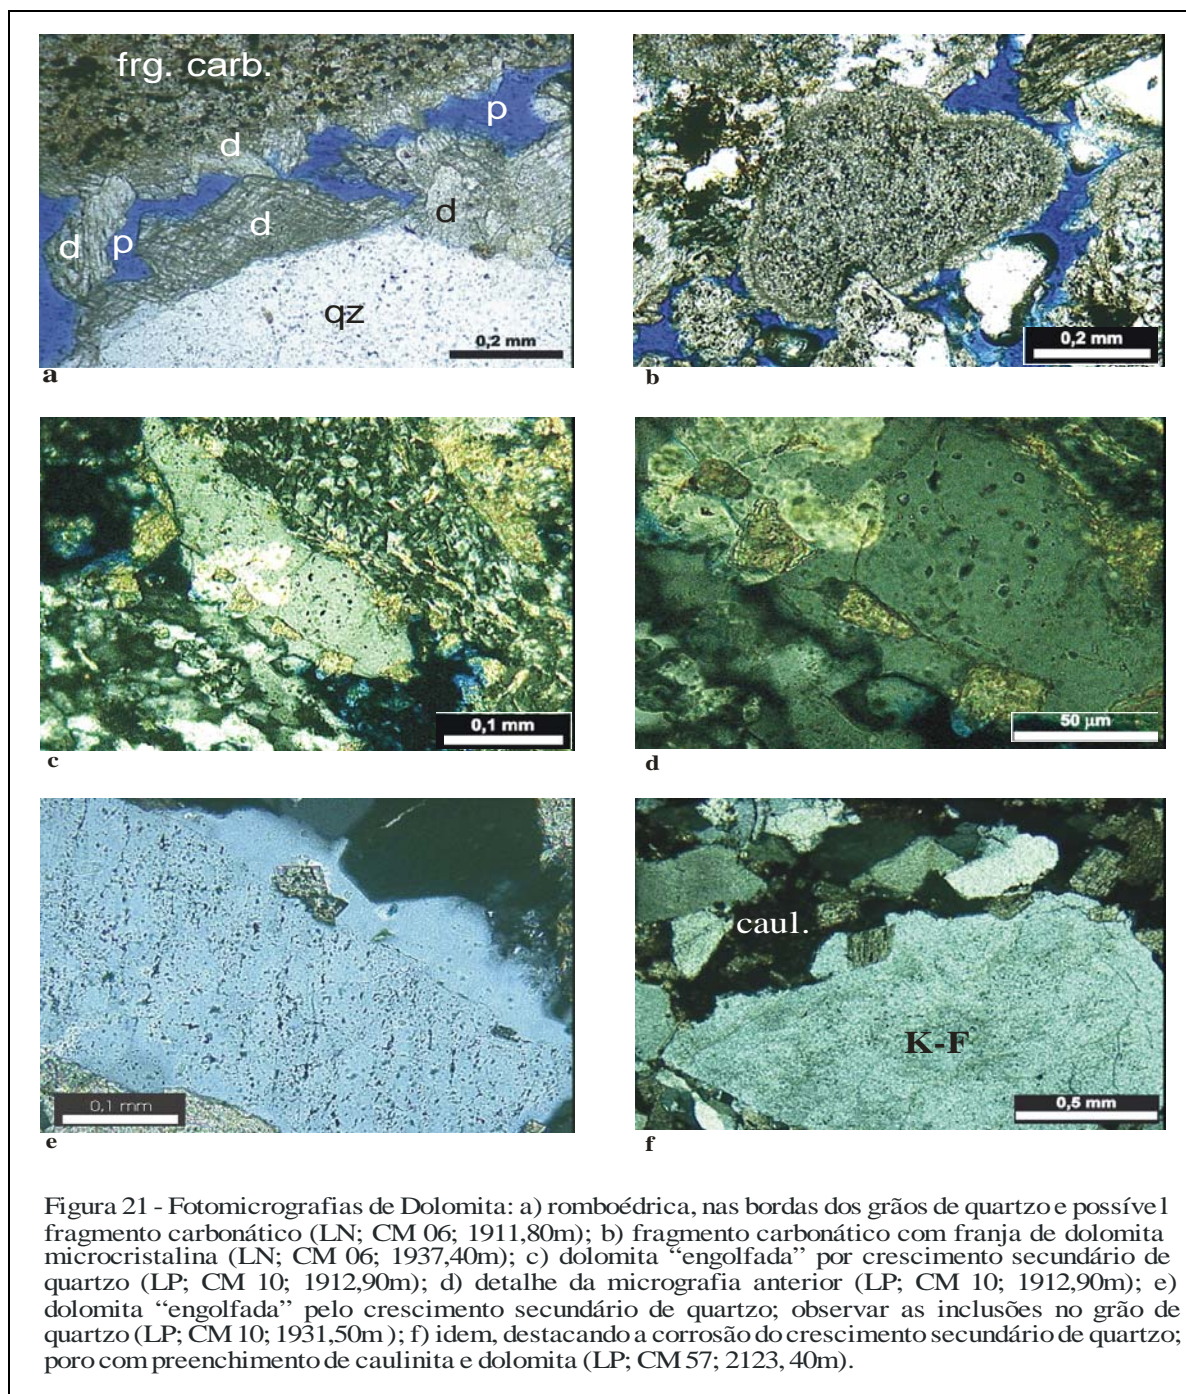 frg. carb.
p
d
d
d
d
p
qz
0,2 mm
a
0,2 mm
b
0,1 mm
c
50 µm
d
0,1 mm
e
caul.
K-F
0,5 mm
f
Figura 21 - Fotomicrografias de Dolomita: a) romboédrica, nas bordas dos grãos de quartzo e possível
fragmento carbonático (LN; CM 06; 1911,80m); b) fragmento carbonático com franja de dolomita
microcristalina (LN; CM 06; 1937,40m); c) dolomita “engolfada” por crescimento secundário de
quartzo (LP; CM 10; 1912,90m); d) detalhe da micrografia anterior (LP; CM 10; 1912,90m); e)
dolomita “engolfada” pelo crescimento secundário de quartzo; observar as inclusões no grão de
quartzo (LP; CM 10; 1931,50m ); f) idem, destacando a corrosão do crescimento secundário de quartzo;
poro com preenchimento de caulinita e dolomita (LP; CM 57; 2123, 40m).